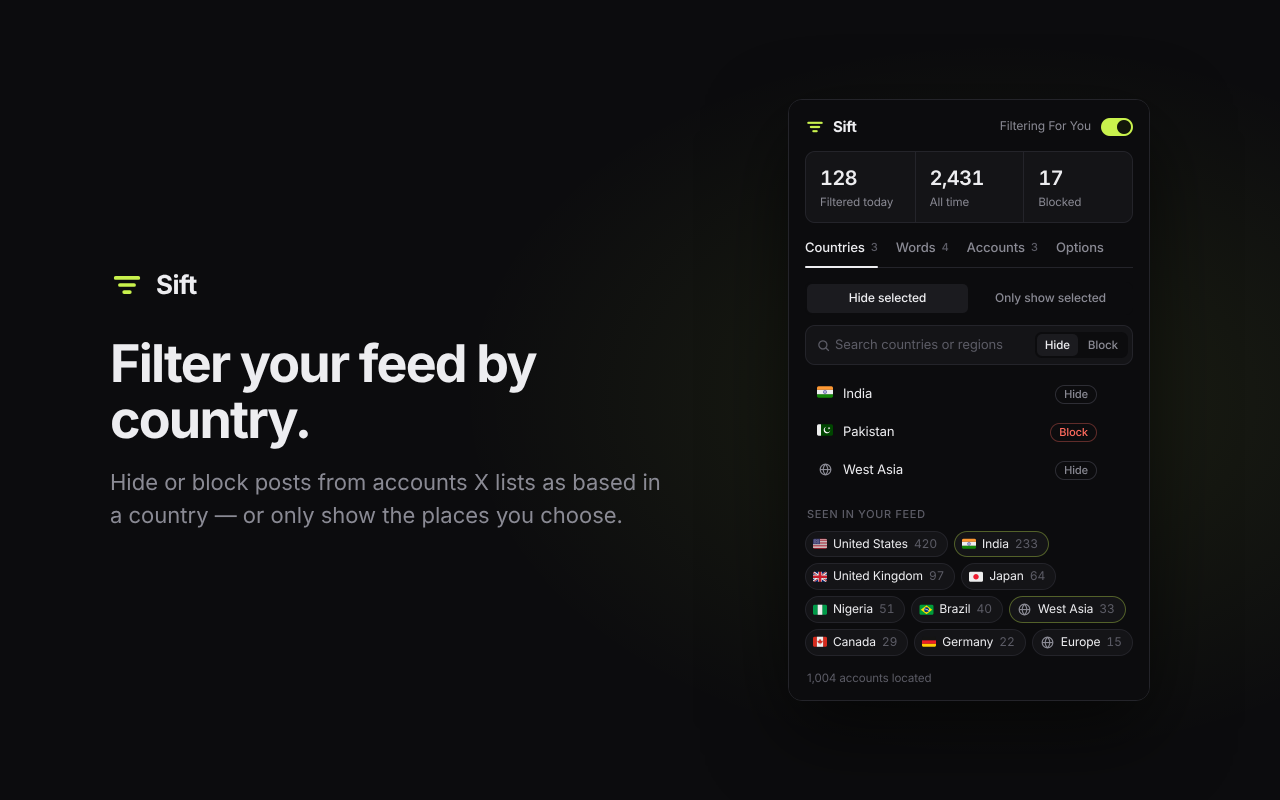 Sift
Filter your feed by
country.
Hide or block posts from accounts X lists as based in
a country — or only show the places you choose.
Sift
Filtering For You
128
Filtered today
2,431
All time
17
Blocked
Countries 3 Words 4 Accounts 3 Options
Hide selected Only show selected
Search countries or regions Hide Block
India Hide
Pakistan Block
West Asia Hide
SEEN IN YOUR FEED
United States 420 India 233
United Kingdom 97 Japan 64
Nigeria 51 Brazil 40 West Asia 33
Canada 29 Germany 22 Europe 15
1,004 accounts located